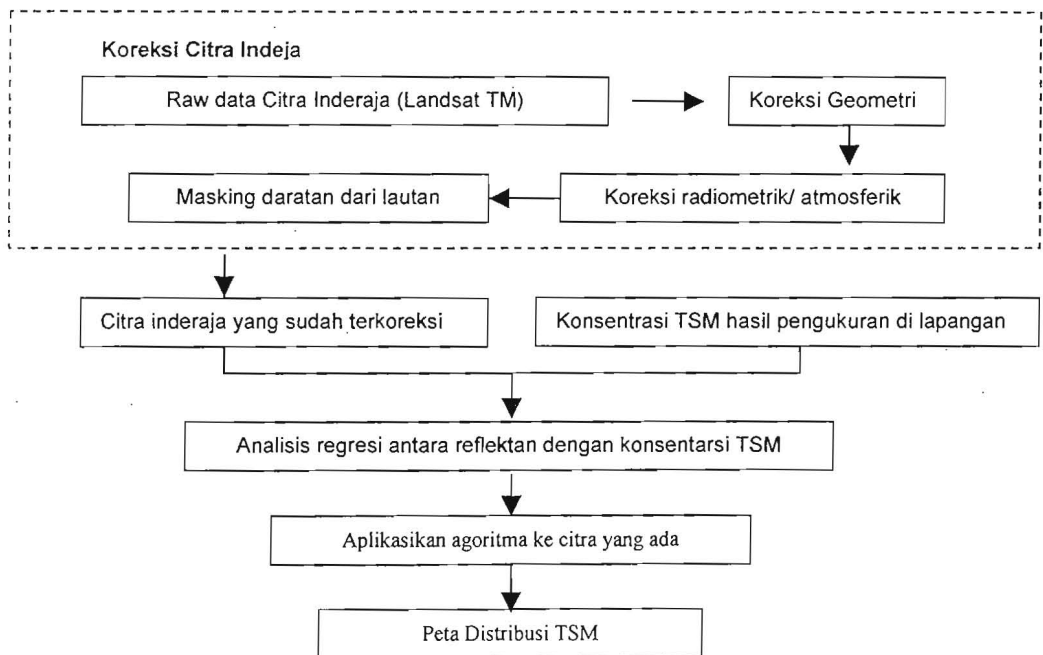 Koreksi Citra Indeja
Raw data Citra Inderaja (Landsat TM)
Koreksi Geometri
Koreksi radiometrik/ atmosferik
Masking daratan dari lautan
Citra inderaja yang sudah terkoreksi
Konsentrasi TSM hasil pengukuran di lapangan
Analisis regresi antara reflektan dengan konsentarsi TSM
Aplikasikan agoritma ke citra yang ada
Peta Distribusi TSM